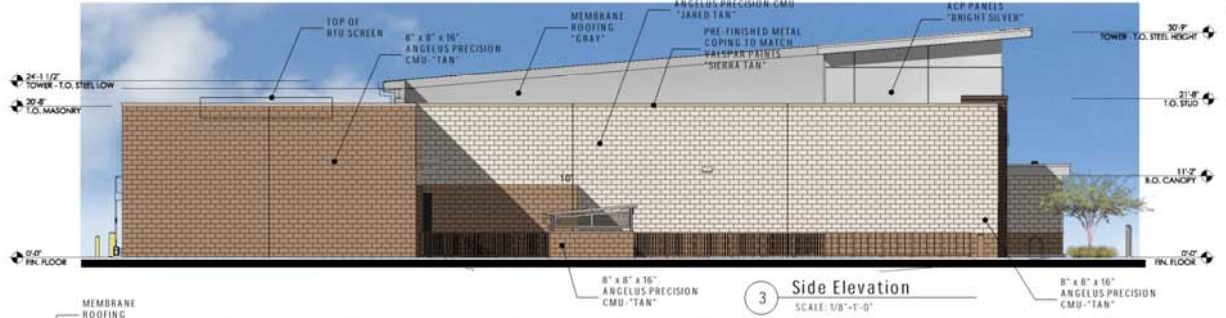 ANGELUS PRECISION CMU
"JARED TAN"
ACP PANELS
"BRIGHT SILVER"
TOP OF
RTU SCREEN
8" x 8" x 16"
ANGELUS PRECISION
CMU-"TAN"
MEMBRANE
ROOFING
"GRAY"
PRE-FINISHED METAL
COPING TO MATCH
VALSPAR PAINTS
"SIERRA TAN"
30'-9"
TOWER - T.O. STEEL HEIGHT
24'-1 1/2"
TOWER - T.O. STEEL LOW
20'-8"
T.O. MASONRY
21'-8"
T.O. STUD
11'-2"
B.O. CANOPY
10'
0'-0"
FIN. FLOOR
0'-0"
FIN. FLOOR
8" x 8" x 16"
ANGELUS PRECISION
CMU-"TAN"
3
Side Elevation
SCALE: 1/8"=1'-0"
8" x 8" x 16"
ANGELUS PRECISION
CMU-"TAN"
MEMBRANE
ROOFING